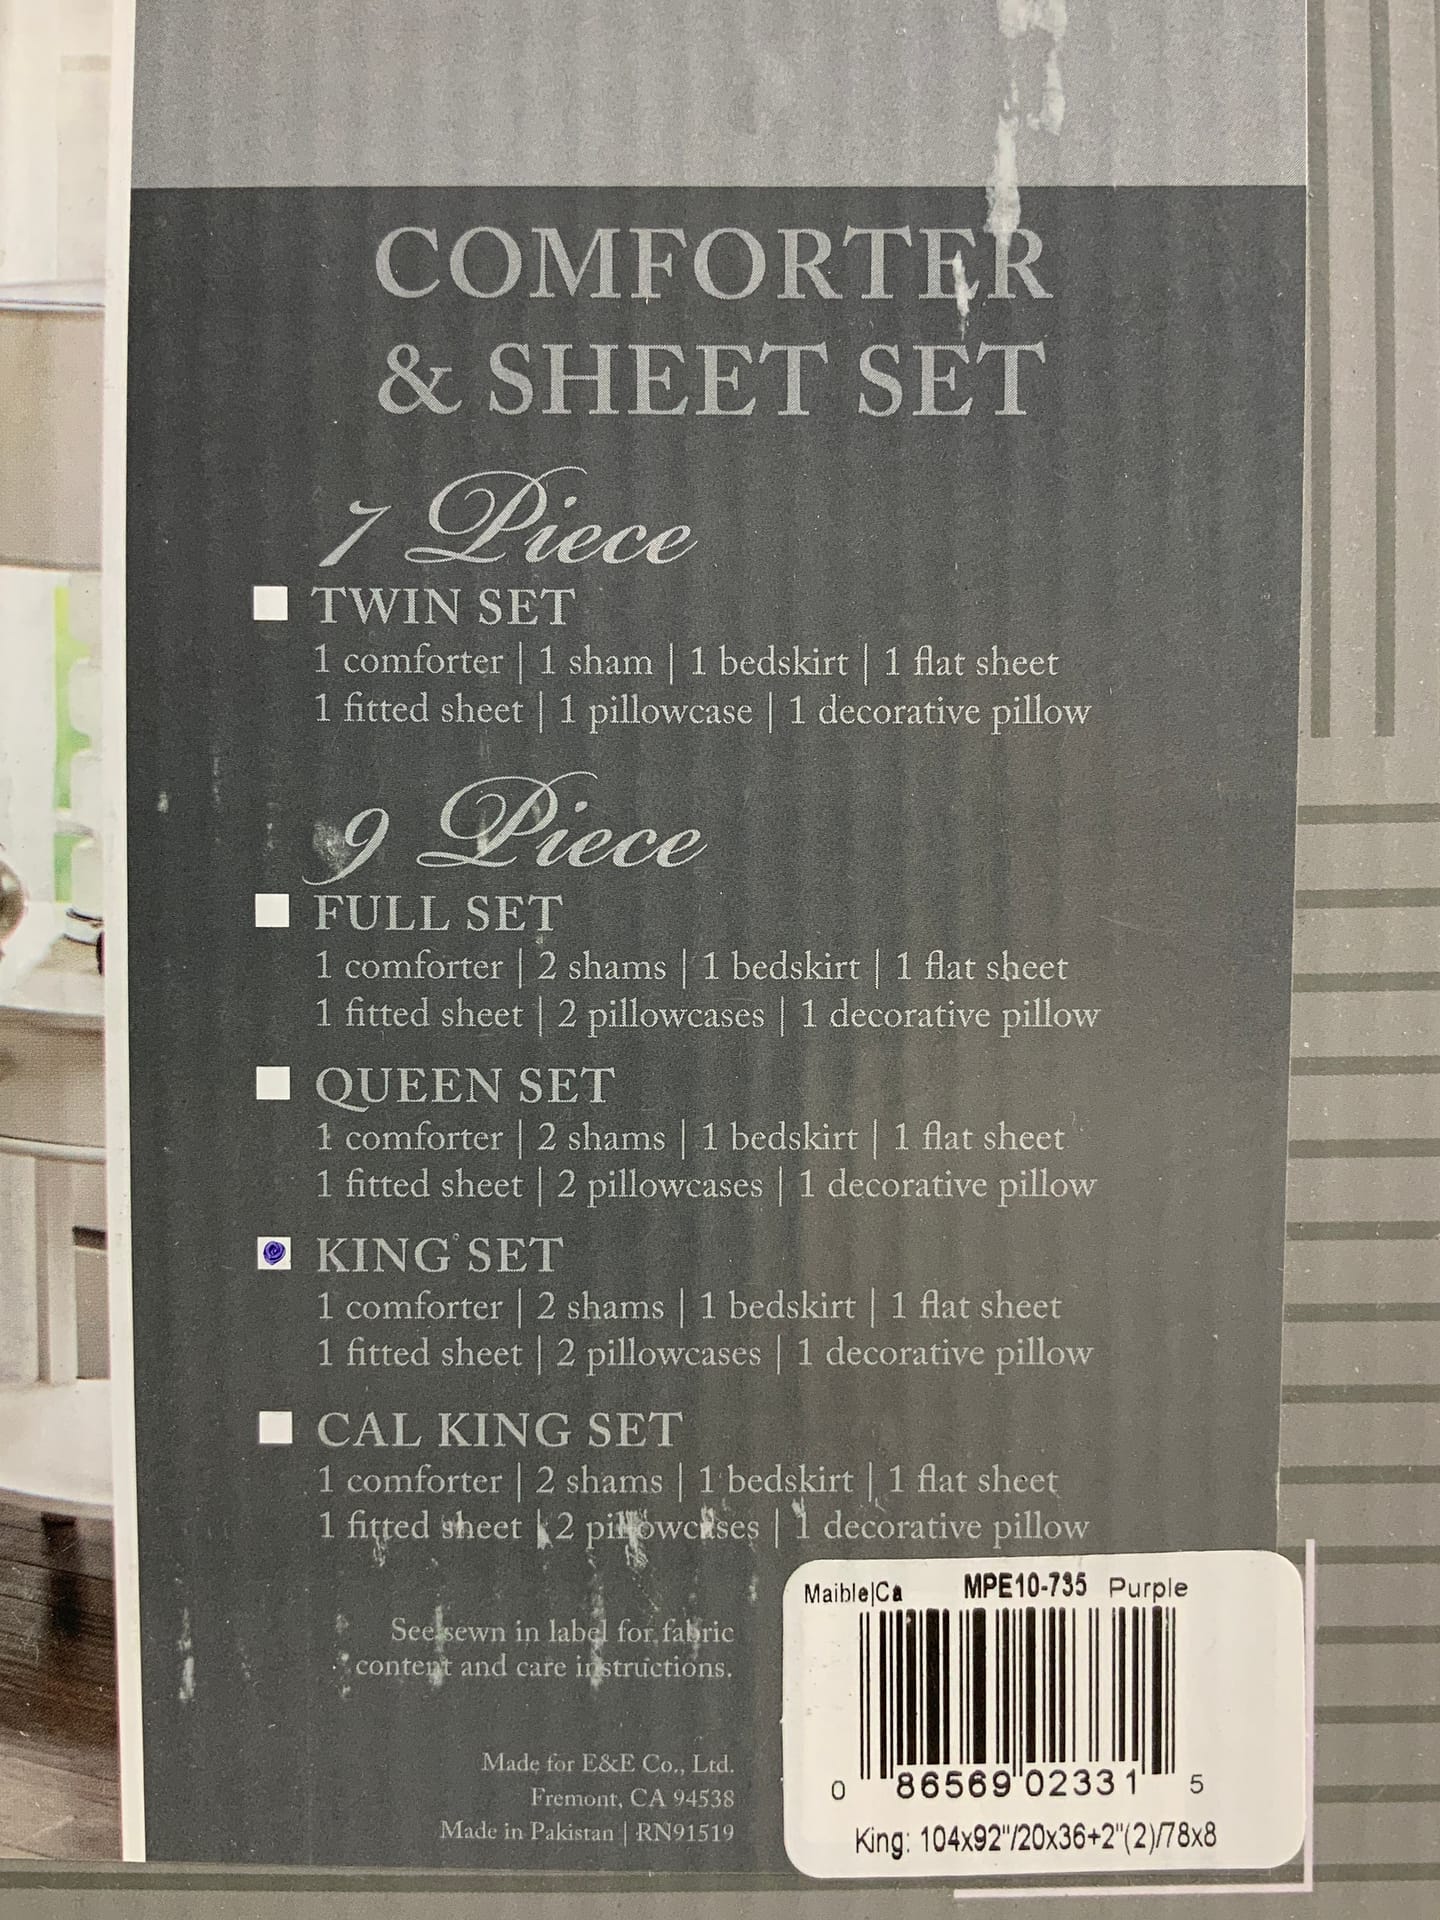 COMFORTER
& SHEET SET
7 Piece
TWIN SET
1 comforter | 1 sham | 1 bedskirt | 1 flat sheet
1 fitted sheet | 1 pillowcase | 1 decorative pillow
9 Piece
FULL SET
1 comforter | 2 shams | 1 bedskirt | 1 flat sheet
1 fitted sheet | 2 pillowcases | 1 decorative pillow
QUEEN SET
1 comforter | 2 shams | 1 bedskirt | 1 flat sheet
1 fitted sheet | 2 pillowcases | 1 decorative pillow
KING SET
1 comforter | 2 shams | 1 bedskirt | 1 flat sheet
1 fitted sheet | 2 pillowcases | 1 decorative pillow
CAL KING SET
1 comforter | 2 shams | 1 bedskirt | 1 flat sheet
1 fitted sheet | 2 pillowcases | 1 decorative pillow
See sewn in label for fabric
content and care instructions.
Made for E&E Co., Ltd.
Fremont, CA 94538
Made in Pakistan | RN91519
Maible|Ca MPE10-735 Purple
0 86569 02331 5
King: 104x92"/20x36+2"(2)/78x8